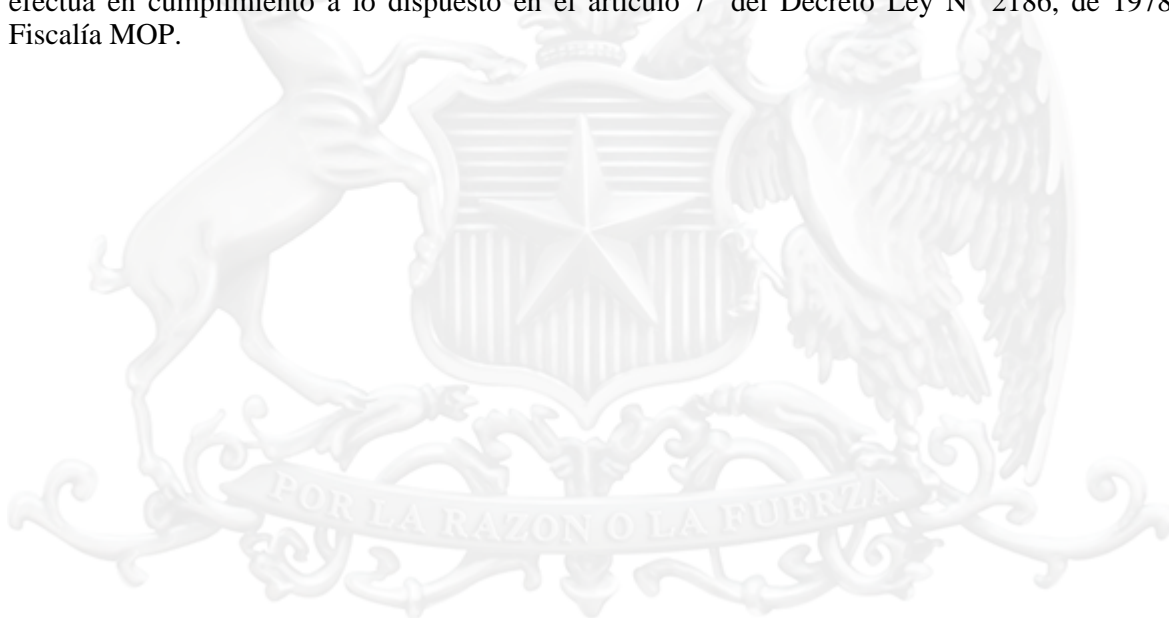 efectúa en cumplimiento a lo dispuesto en el artículo 7° del Decreto Ley N° 2186, de 1978
Fiscalía MOP.
POR LA RAZON O LA FUERZA